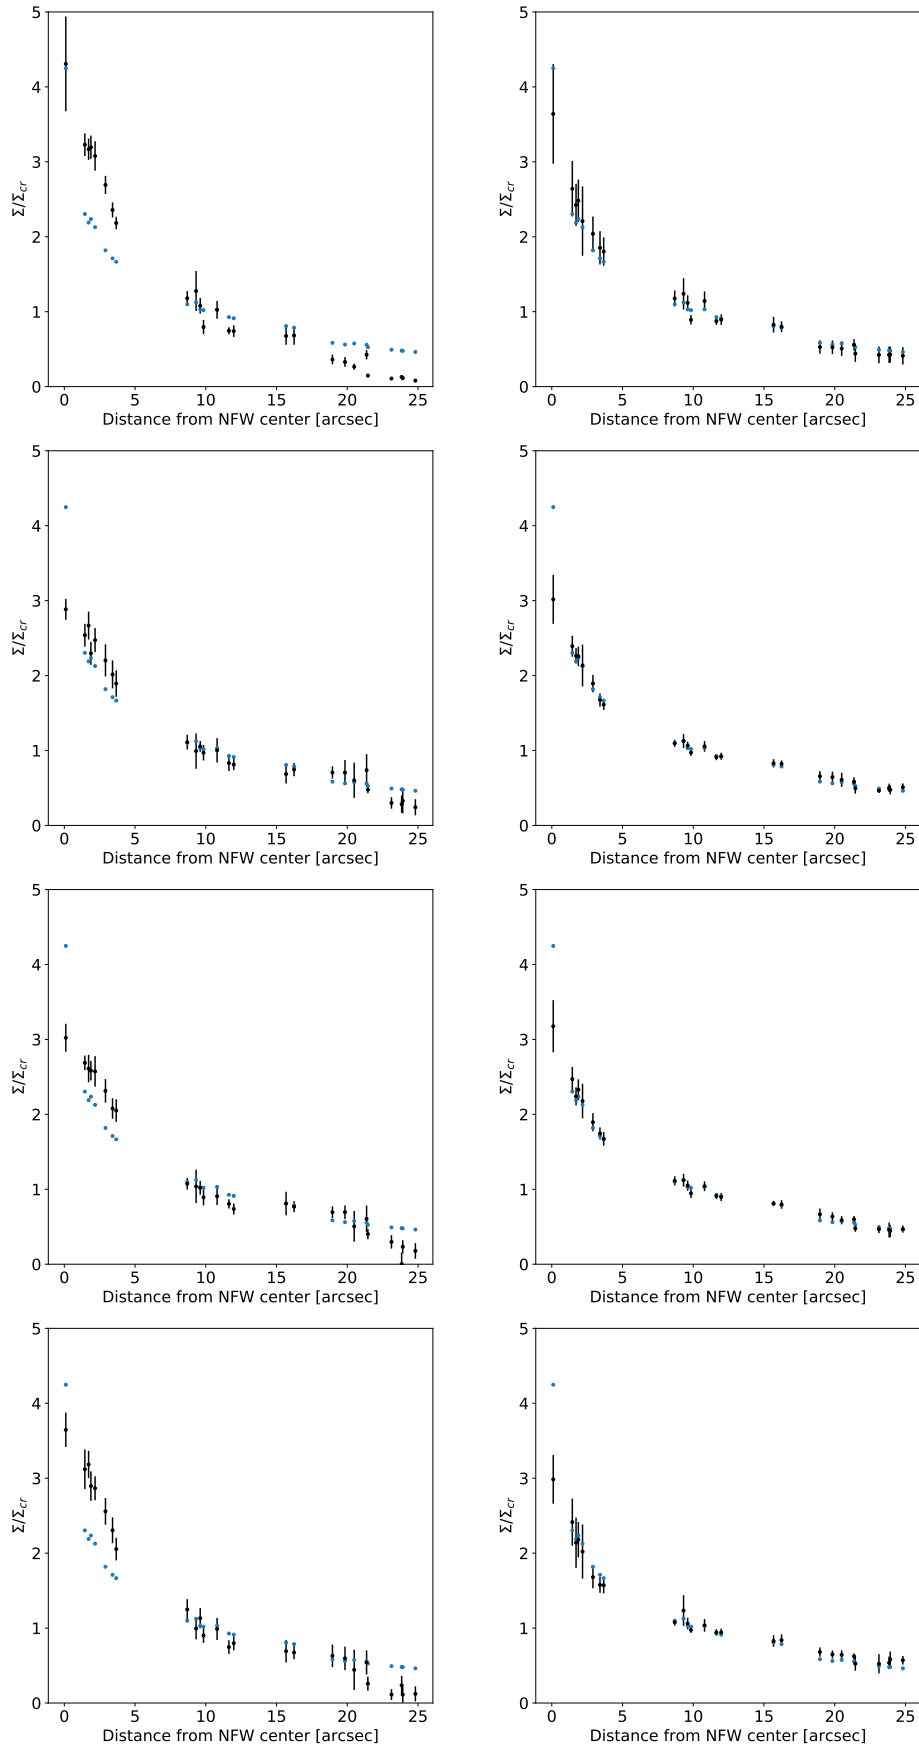 5 5
4 4
3 3
Σ/Σcr Σ/Σcr
2 2
1 1
0 0
0 5 10 15 20 25 0 5 10 15 20 25
Distance from NFW center [arcsec] Distance from NFW center [arcsec]
5 5
4 4
3 3
Σ/Σcr Σ/Σcr
2 2
1 1
0 0
0 5 10 15 20 25 0 5 10 15 20 25
Distance from NFW center [arcsec] Distance from NFW center [arcsec]
5 5
4 4
3 3
Σ/Σcr Σ/Σcr
2 2
1 1
0 0
0 5 10 15 20 25 0 5 10 15 20 25
Distance from NFW center [arcsec] Distance from NFW center [arcsec]
5 5
4 4
3 3
Σ/Σcr Σ/Σcr
2 2
1 1
0 0
0 5 10 15 20 25 0 5 10 15 20 25
Distance from NFW center [arcsec] Distance from NFW center [arcsec]